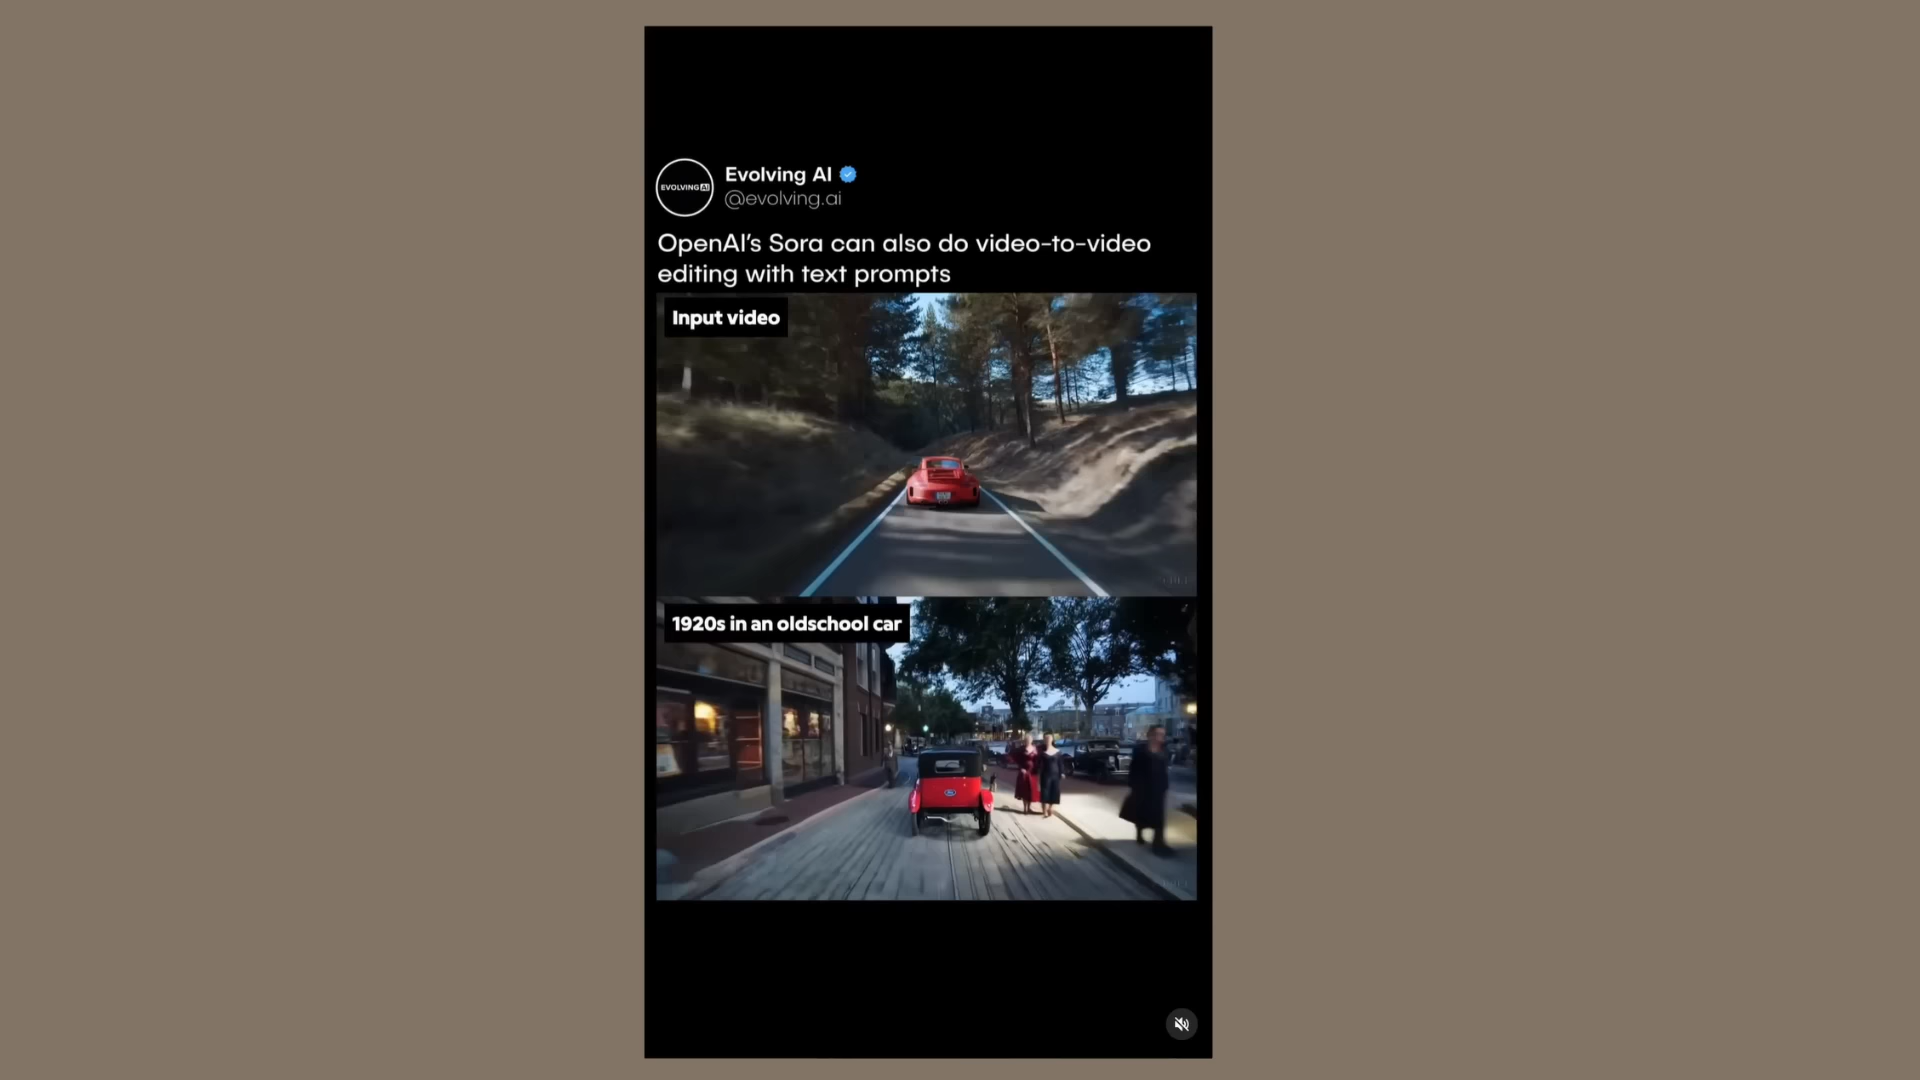 EVOLVING AI
Evolving AI
@evolving.ai
OpenAI's Sora can also do video-to-video
editing with text prompts
Input video
1920s in an oldschool car